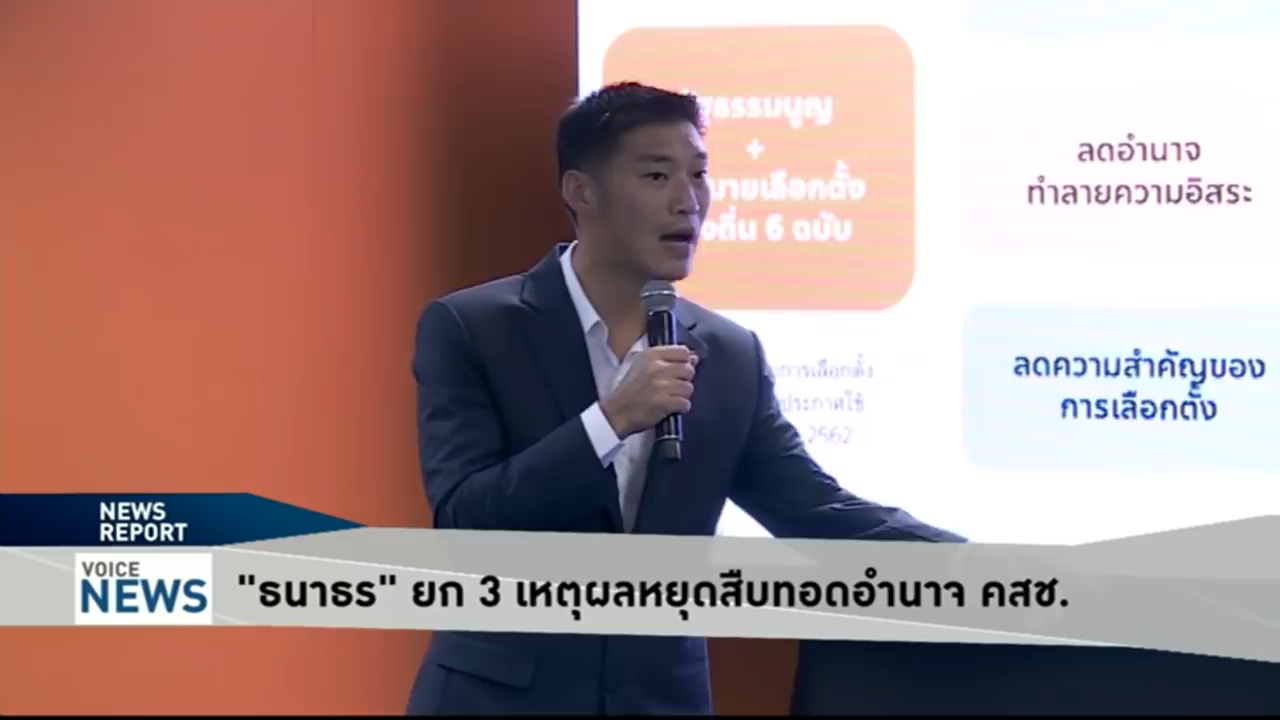 รัฐธรรมนูญ
+
เลือกตั้ง
6 ฉบับ
ลดอำนาจ
ทำลายความอิสระ
การเลือกตั้ง
ประกาศใช้
2562
ลดความสำคัญของ
การเลือกตั้ง
NEWS
REPORT
VOICE
NEWS
"ธนาธร" ยก 3 เหตุผลหยุดสืบทอดอำนาจ คสช.